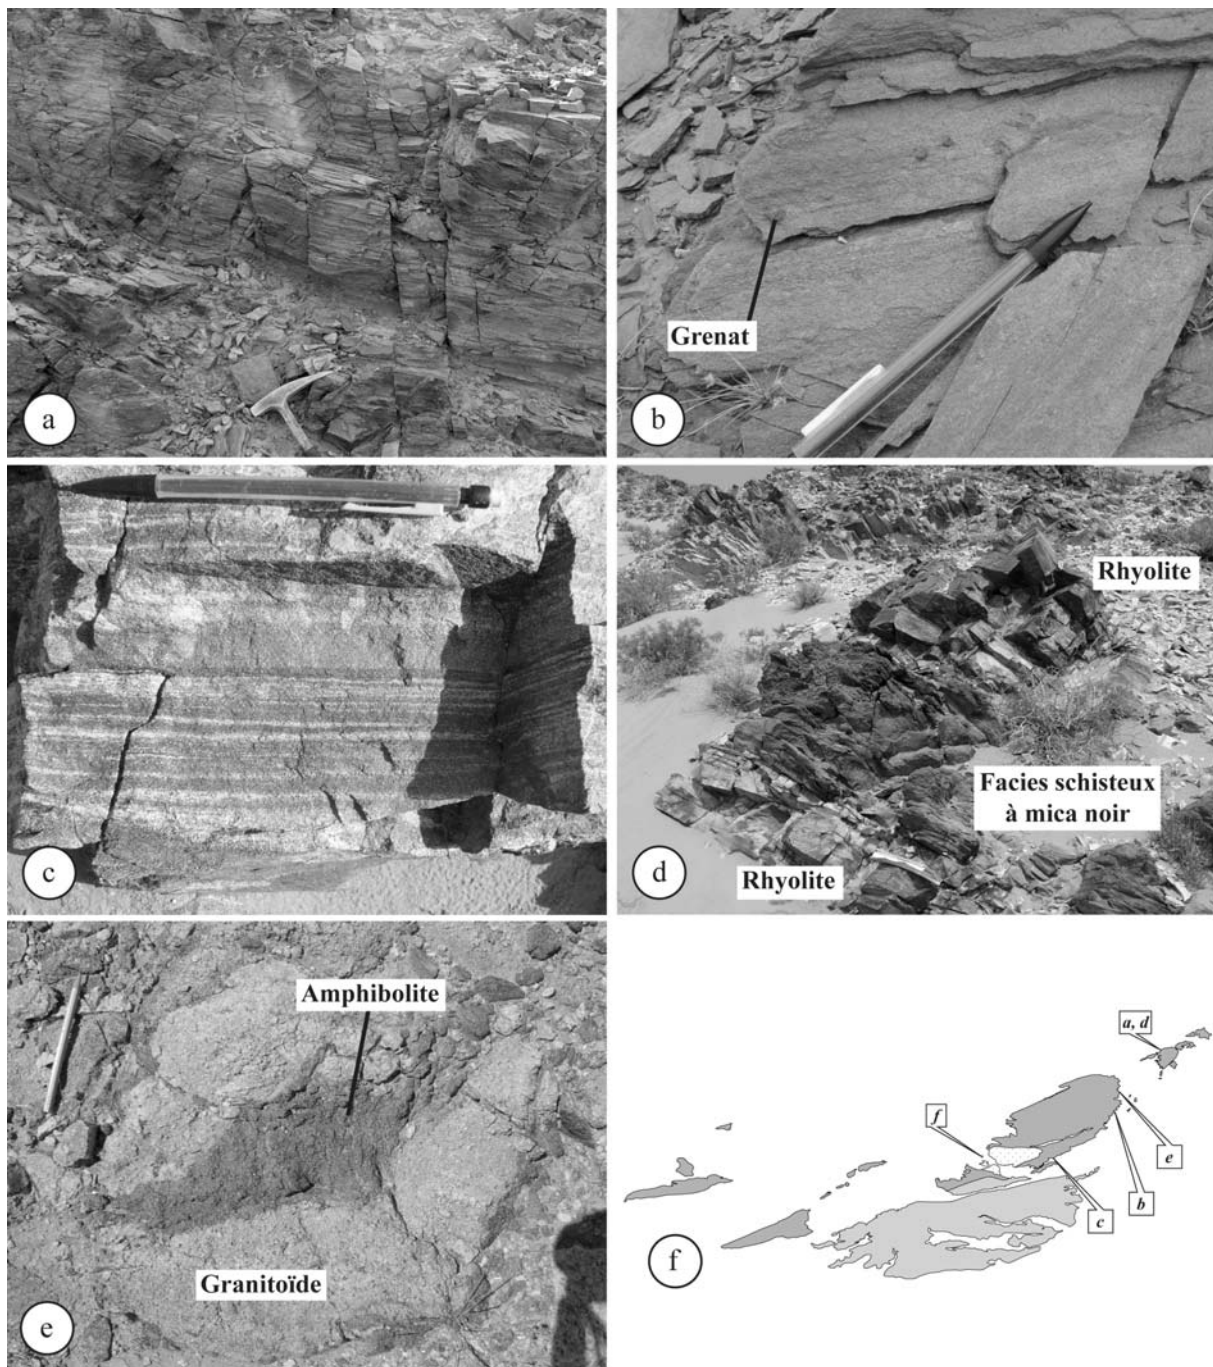 a
Grenat
b
c
Rhyolite
Facies schisteux
à mica noir
Rhyolite
d
Amphibolite
Granitoïde
e
a, d
f
e
b
c
f